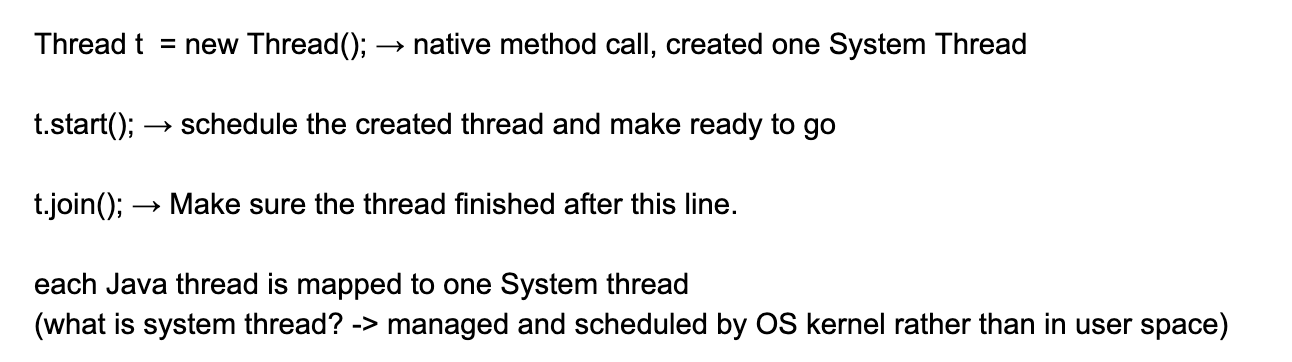 Thread t  = new Thread(); → native method call, created one System Thread
t.start(); → schedule the created thread and make ready to go
t.join(); → Make sure the thread finished after this line.
each Java thread is mapped to one System thread
(what is system thread? -> managed and scheduled by OS kernel rather than in user space)